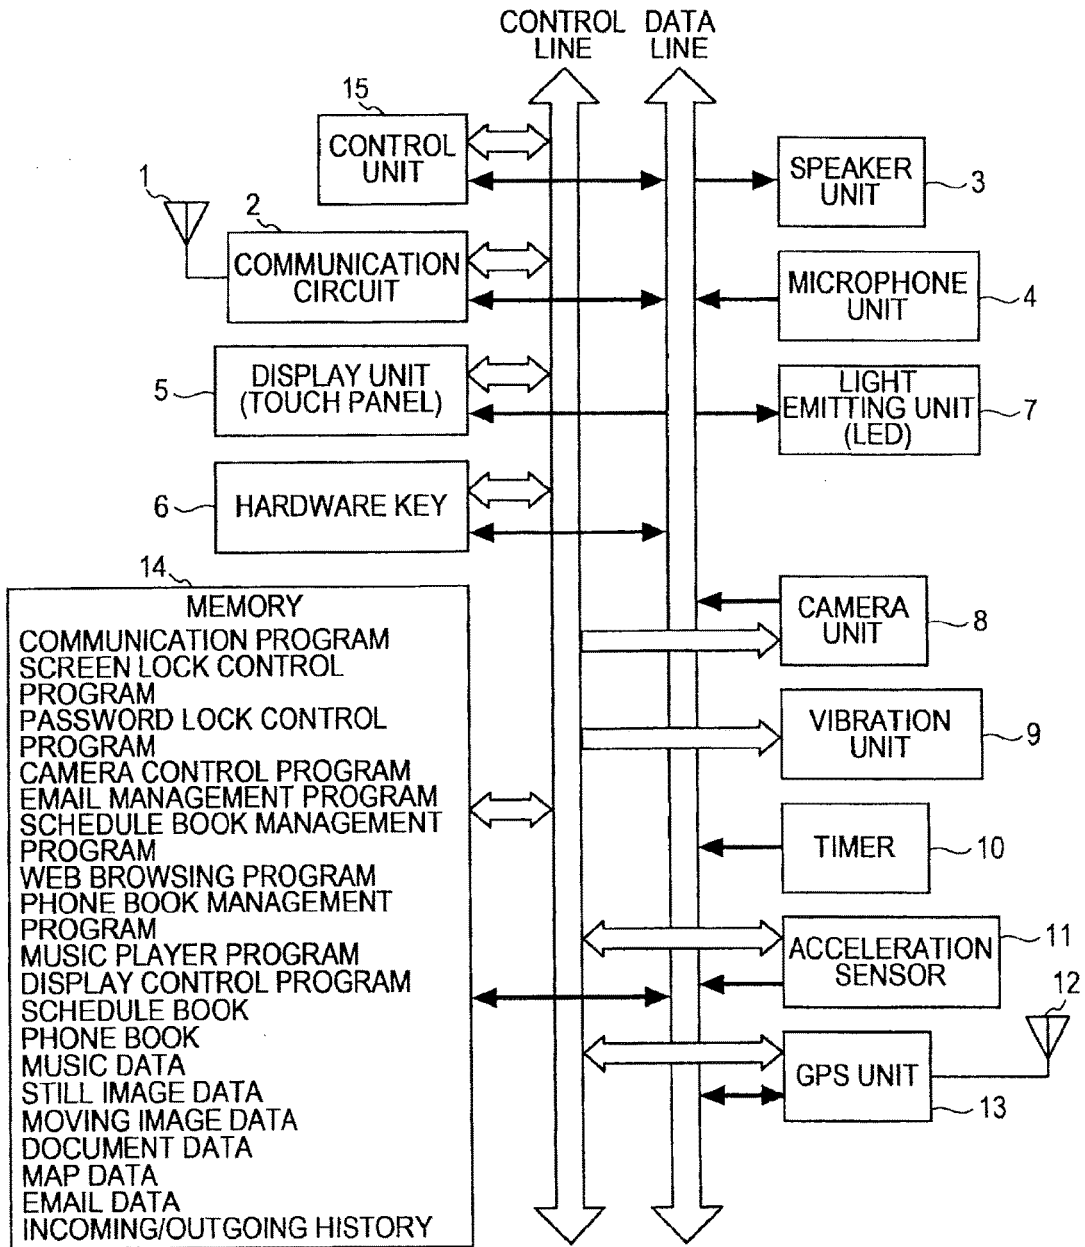 CONTROL LINE
DATA LINE
15
CONTROL UNIT
1
2
COMMUNICATION CIRCUIT
5
DISPLAY UNIT
(TOUCH PANEL)
6
HARDWARE KEY
14
MEMORY
COMMUNICATION PROGRAM
SCREEN LOCK CONTROL
PROGRAM
PASSWORD LOCK CONTROL
PROGRAM
CAMERA CONTROL PROGRAM
EMAIL MANAGEMENT PROGRAM
SCHEDULE BOOK MANAGEMENT
PROGRAM
WEB BROWSING PROGRAM
PHONE BOOK MANAGEMENT
PROGRAM
MUSIC PLAYER PROGRAM
DISPLAY CONTROL PROGRAM
SCHEDULE BOOK
PHONE BOOK
MUSIC DATA
STILL IMAGE DATA
MOVING IMAGE DATA
DOCUMENT DATA
MAP DATA
EMAIL DATA
INCOMING/OUTGOING HISTORY
SPEAKER
UNIT
3
MICROPHONE
UNIT
4
LIGHT
EMITTING UNIT
(LED)
7
CAMERA
UNIT
8
VIBRATION
UNIT
9
TIMER
10
ACCELERATION
SENSOR
11
12
GPS UNIT
13